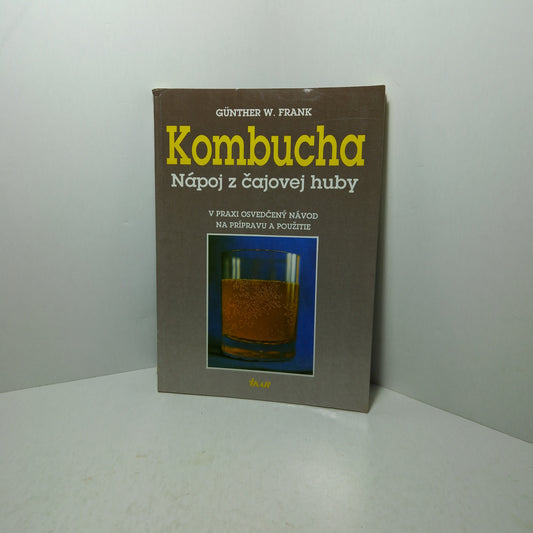 GÜNTHER W. FRANK
Kombucha
Nápoj z čajovej huby
V PRAXI OSVEDČENÝ NÁVOD
NA PRÍPRAVU A POUŽITIE
IKAR